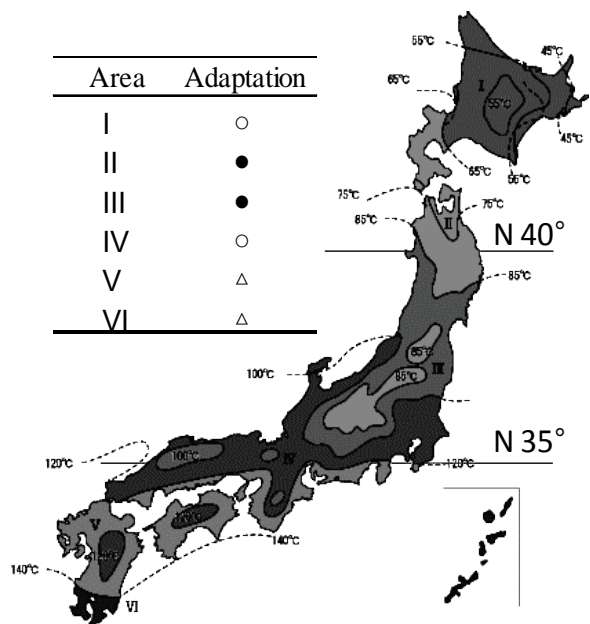 Area Adaptation
I ○
II ●
III ●
IV ○
V △
VI △
55°C
45°C
65°C
I
55°C
45°C
65°C
55°C
75°C
75°C
II
85°C
N 40°
85°C
85°C
100°C
85°C
III
N 35°
120°C
100°C
IV
120°C
V
140°C
140°C
VI